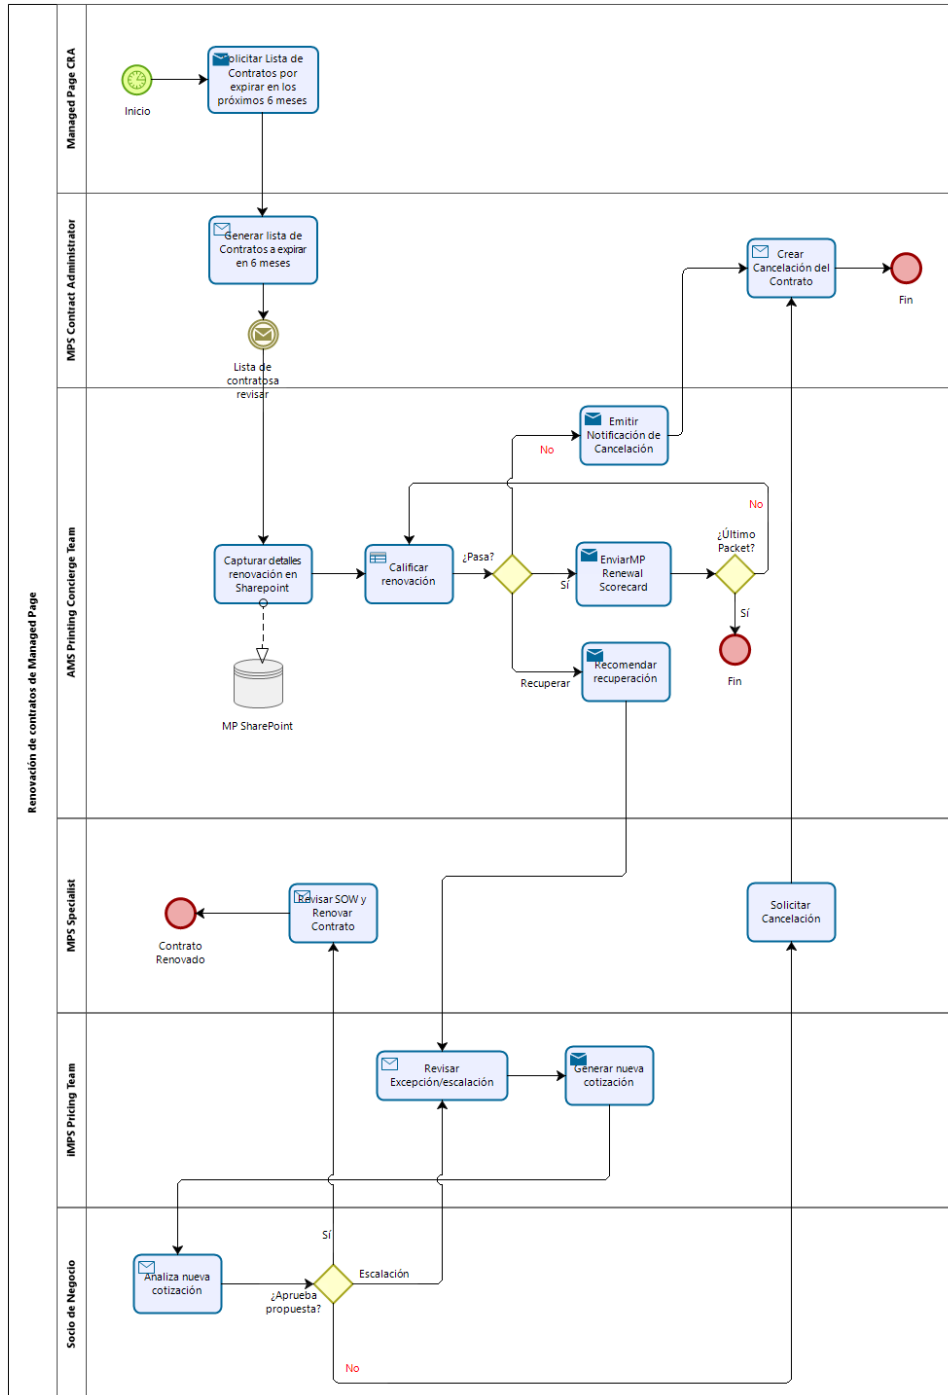 Renovación de contratos de Managed Page
Managed Page CRA
Inicio
Solicitar Lista de
Contratos por
expirar en los
próximos 6 meses
MPS Contract Administrator
Generar lista de
Contratos a expirar
en 6 meses
Lista de
contratosa
revisar
Crear
Cancelación del
Contrato
Fin
AMS Printing Concierge Team
Emitir
Notificación de
Cancelación
No
No
Capturar detalles
renovación en
Sharepoint
Calificar
renovación
¿Pasa?
Sí
EnviarMP
Renewal
Scorecard
¿Último
Packet?
Sí
Fin
Recuperar
Recomendar
recuperación
MP SharePoint
MPS Specialist
Contrato
Renovado
Revisar SOW y
Renovar
Contrato
Solicitar
Cancelación
iMPS Pricing Team
Revisar
Excepción/escalación
Generar nueva
cotización
Socio de Negocio
Analiza nueva
cotización
¿Aprueba
propuesta?
Sí
Escalación
No